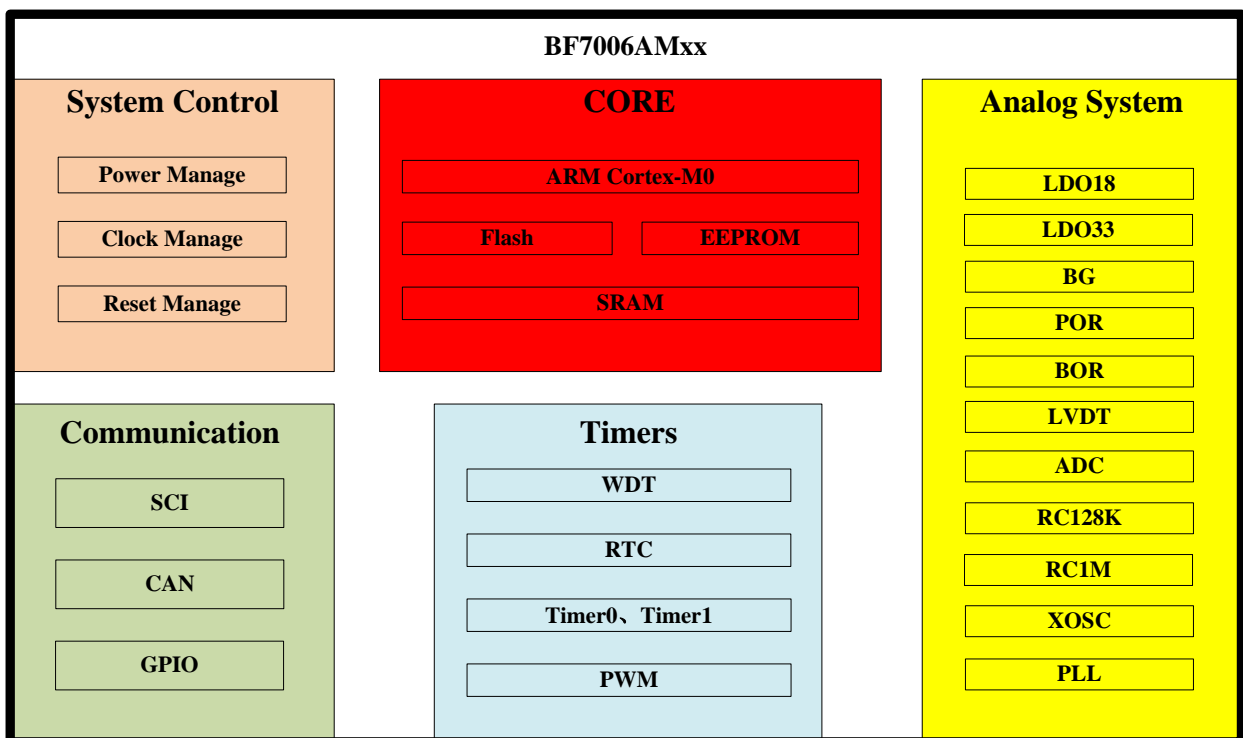 BF7006AMxx
System Control
Power Manage
Clock Manage
Reset Manage
CORE
ARM Cortex-M0
Flash
EEPROM
SRAM
Analog System
LDO18
LDO33
BG
POR
BOR
LVDT
ADC
RC128K
RC1M
XOSC
PLL
Communication
SCI
CAN
GPIO
Timers
WDT
RTC
Timer0、Timer1
PWM